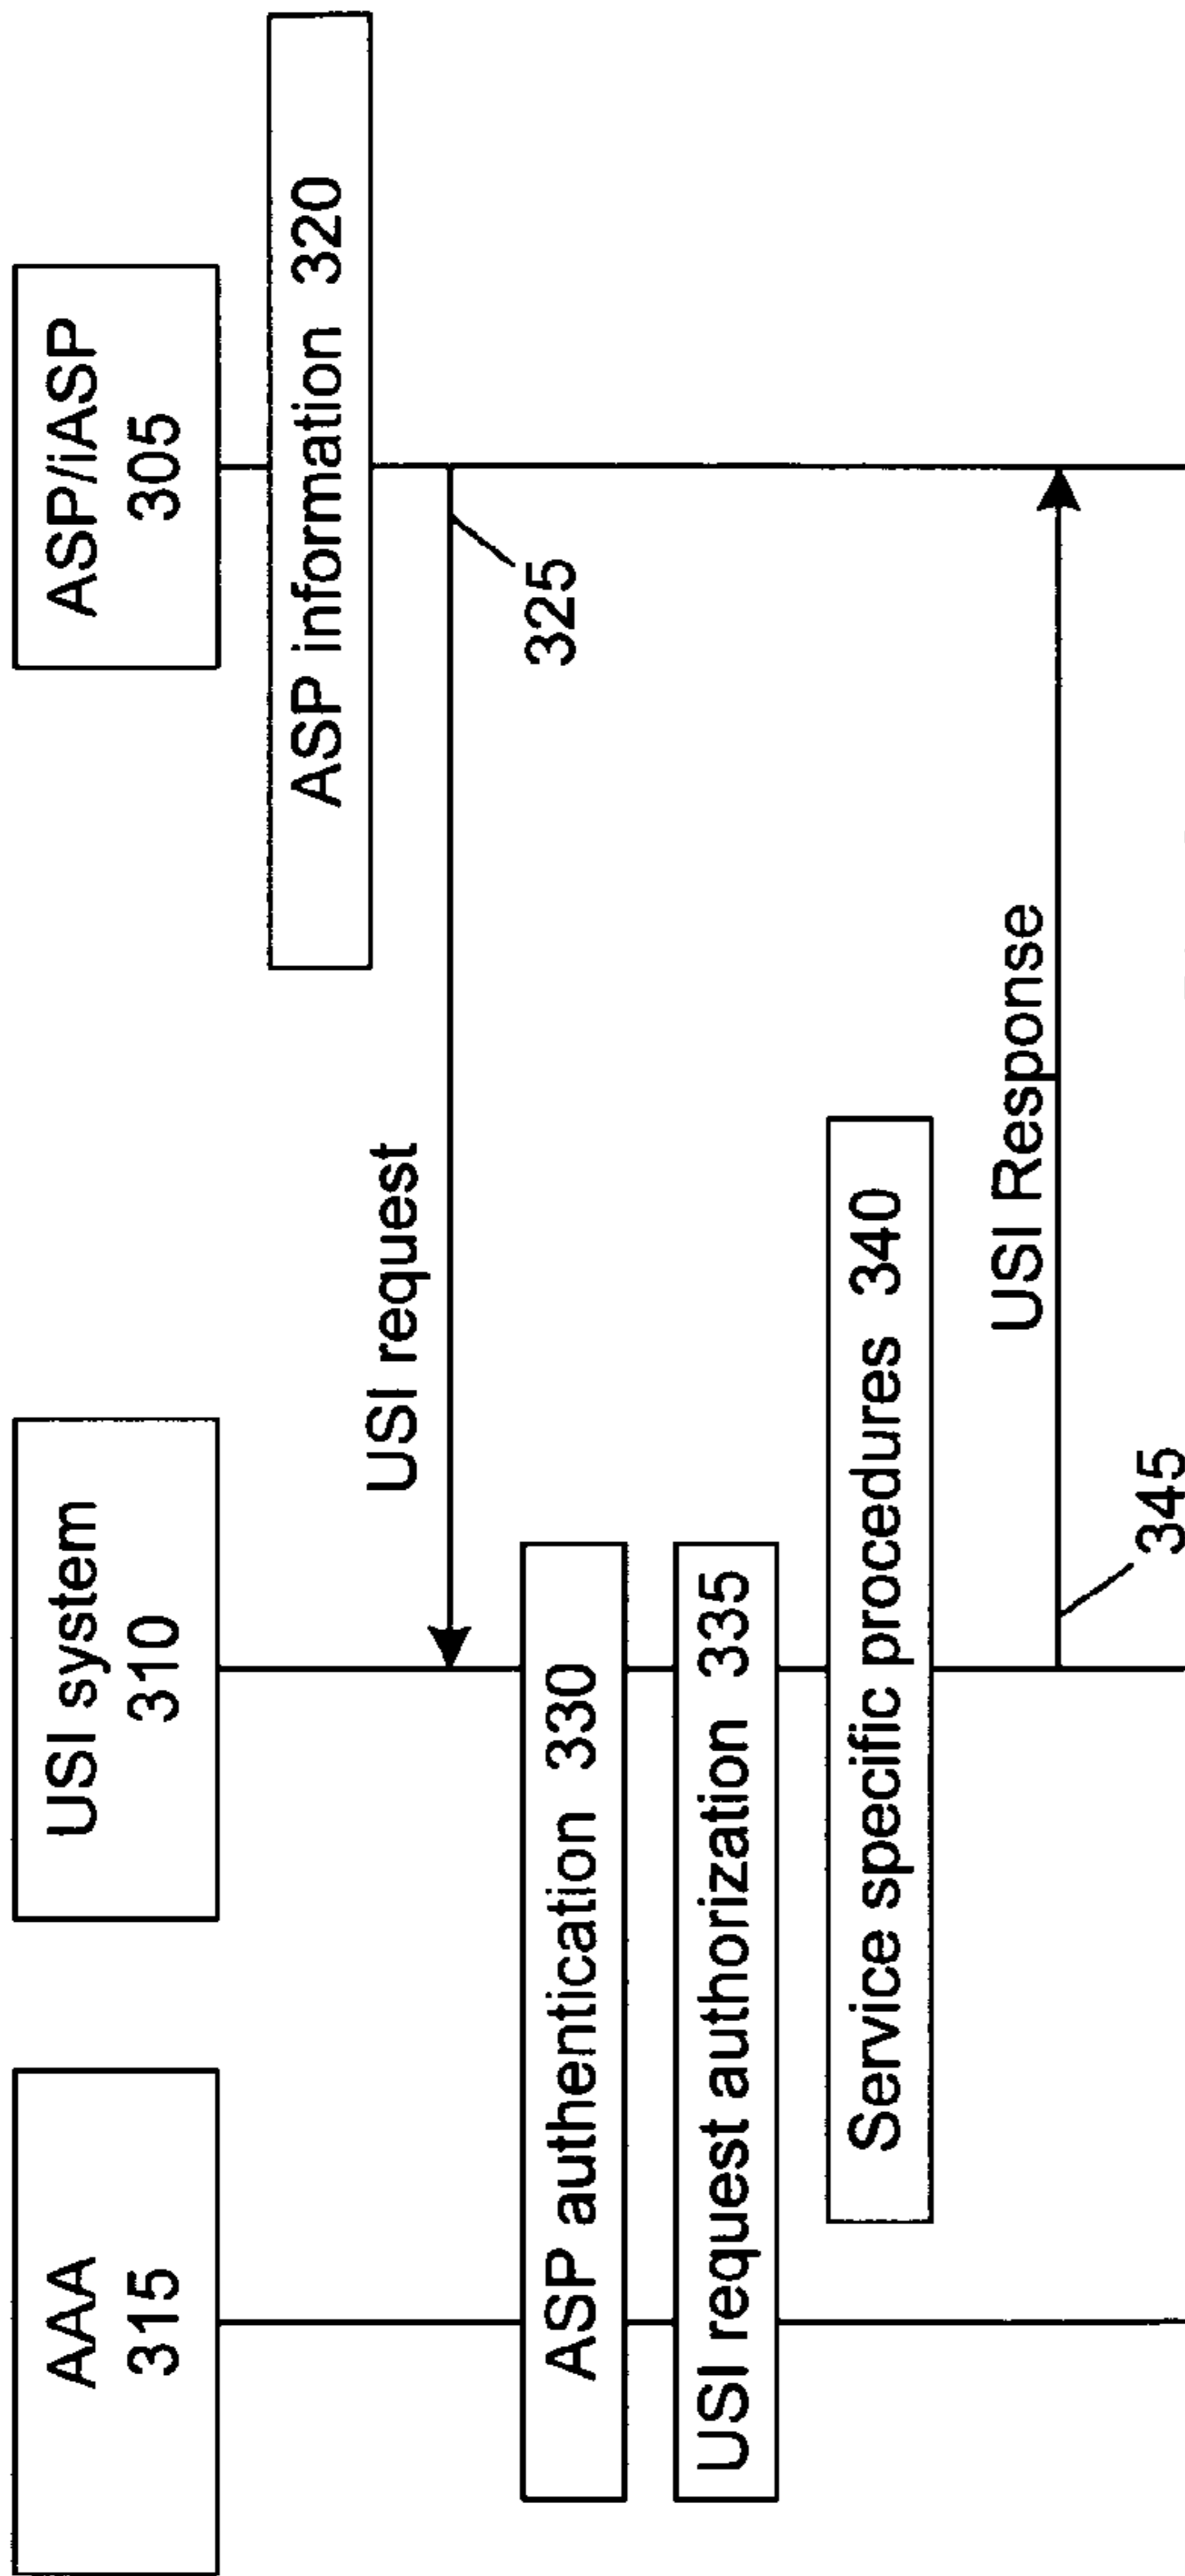 AAA
315
USI system
310
ASP/iASP
305
ASP information 320
USI request
325
ASP authentication 330
USI request authorization 335
Service specific procedures 340
USI Response
345